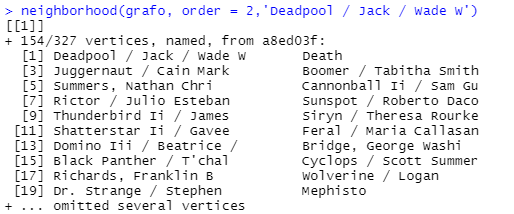 > neighborhood(grafo, order = 2,'Deadpool / Jack / Wade W')
[[1]]
+ 154/327 vertices, named, from a8ed03f:
[1] Deadpool / Jack / Wade W Death
[3] Juggernaut / Cain Mark Boomer / Tabitha Smith
[5] Summers, Nathan Chri Cannonball Ii / Sam Gu
[7] Rictor / Julio Esteban Sunspot / Roberto Daco
[9] Thunderbird Ii / James Siryn / Theresa Rourke
[11] Shatterstar Ii / Gavee Feral / Maria Callasan
[13] Domino Iii / Beatrice / Bridge, George Washi
[15] Black Panther / T'chal Cyclops / Scott Summer
[17] Richards, Franklin B Wolverine / Logan
[19] Dr. Strange / Stephen Mephisto
+ ... omitted several vertices